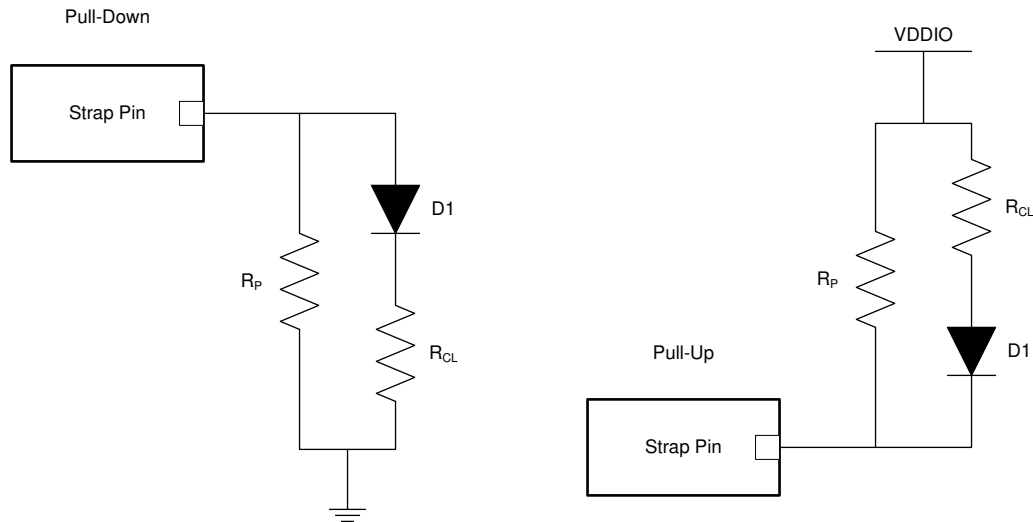 Pull-Down
Strap Pin
D1
RP
RCL
VDDIO
RCL
RP
D1
Pull-Up
Strap Pin